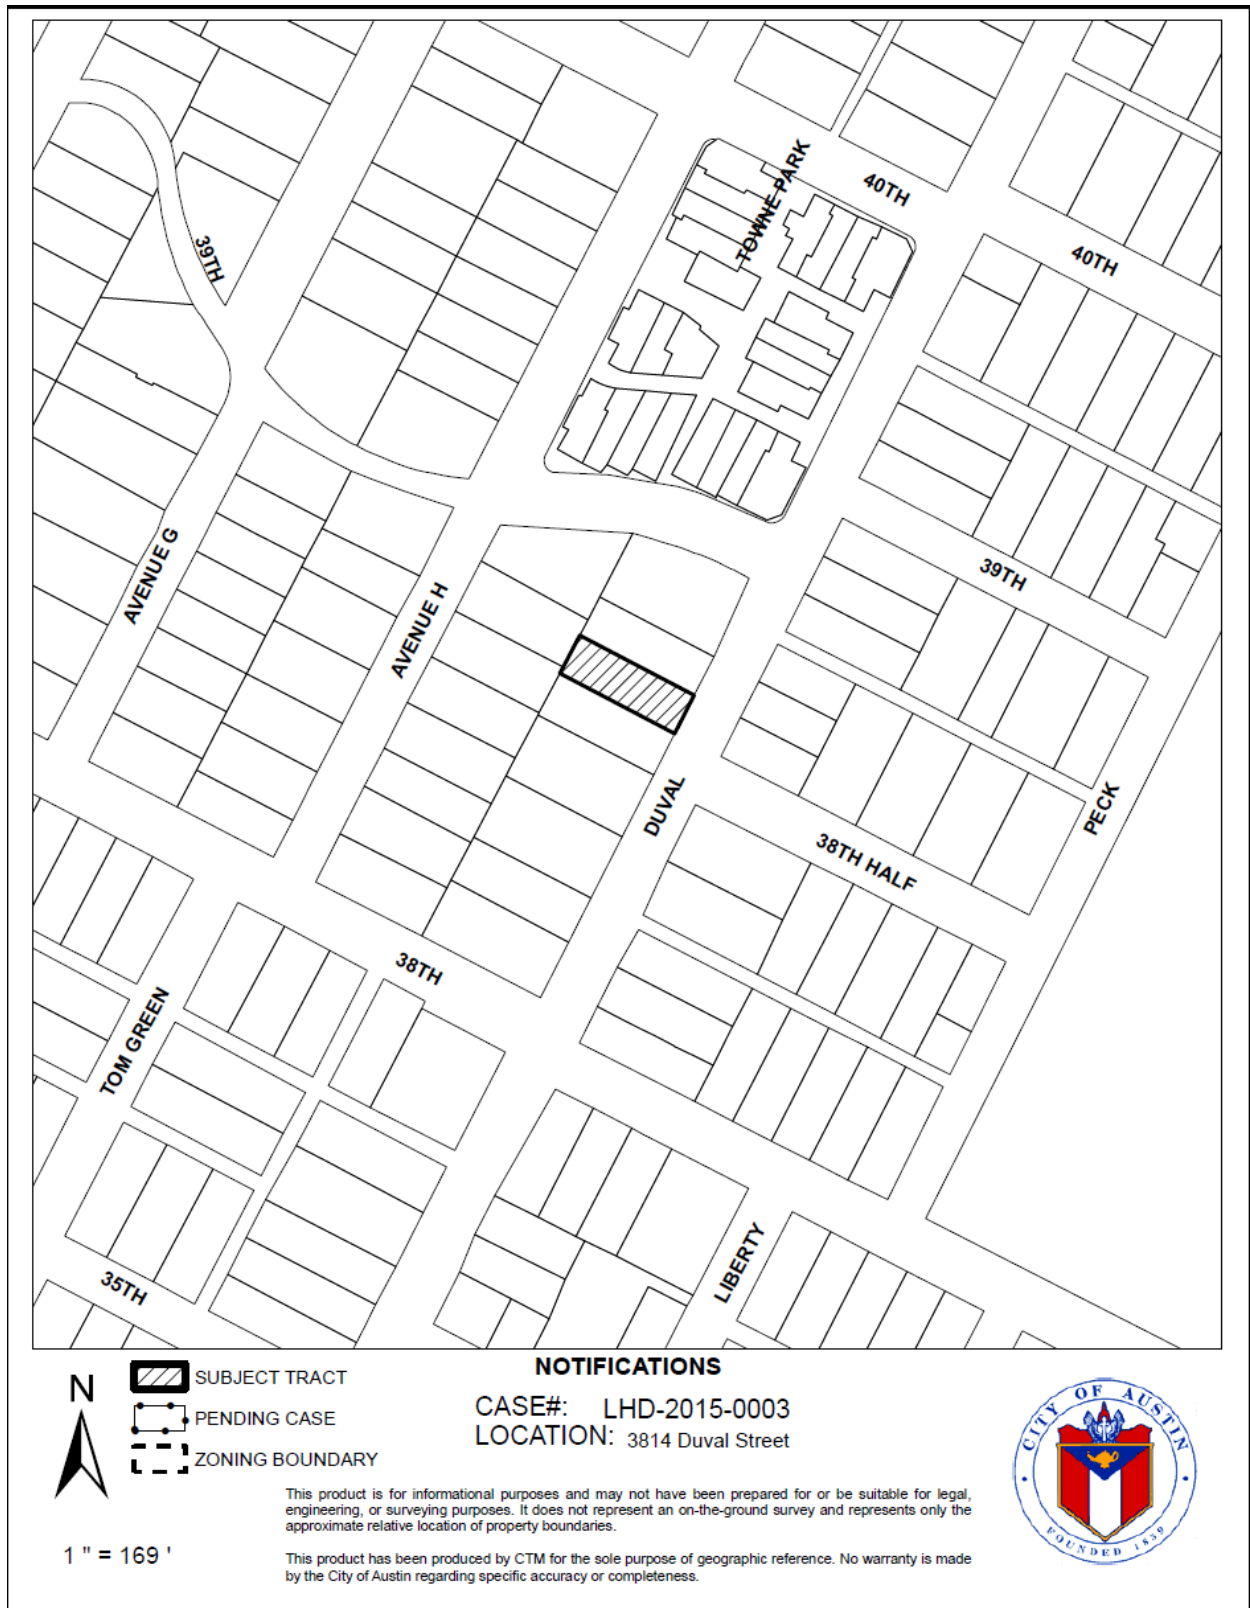 TOWNE PARK
40TH
40TH
39TH
39TH
AVENUE G
AVENUE H
DUVAL
PECK
38TH HALF
38TH
TOM GREEN
LIBERTY
35TH
N
SUBJECT TRACT
PENDING CASE
ZONING BOUNDARY
1 " = 169 '
NOTIFICATIONS
CASE#: LHD-2015-0003
LOCATION: 3814 Duval Street
This product is for informational purposes and may not have been prepared for or be suitable for legal,
engineering, or surveying purposes. It does not represent an on-the-ground survey and represents only the
approximate relative location of property boundaries.
This product has been produced by CTM for the sole purpose of geographic reference. No warranty is made
by the City of Austin regarding specific accuracy or completeness.
CITY OF AUSTIN
FOUNDED 1839